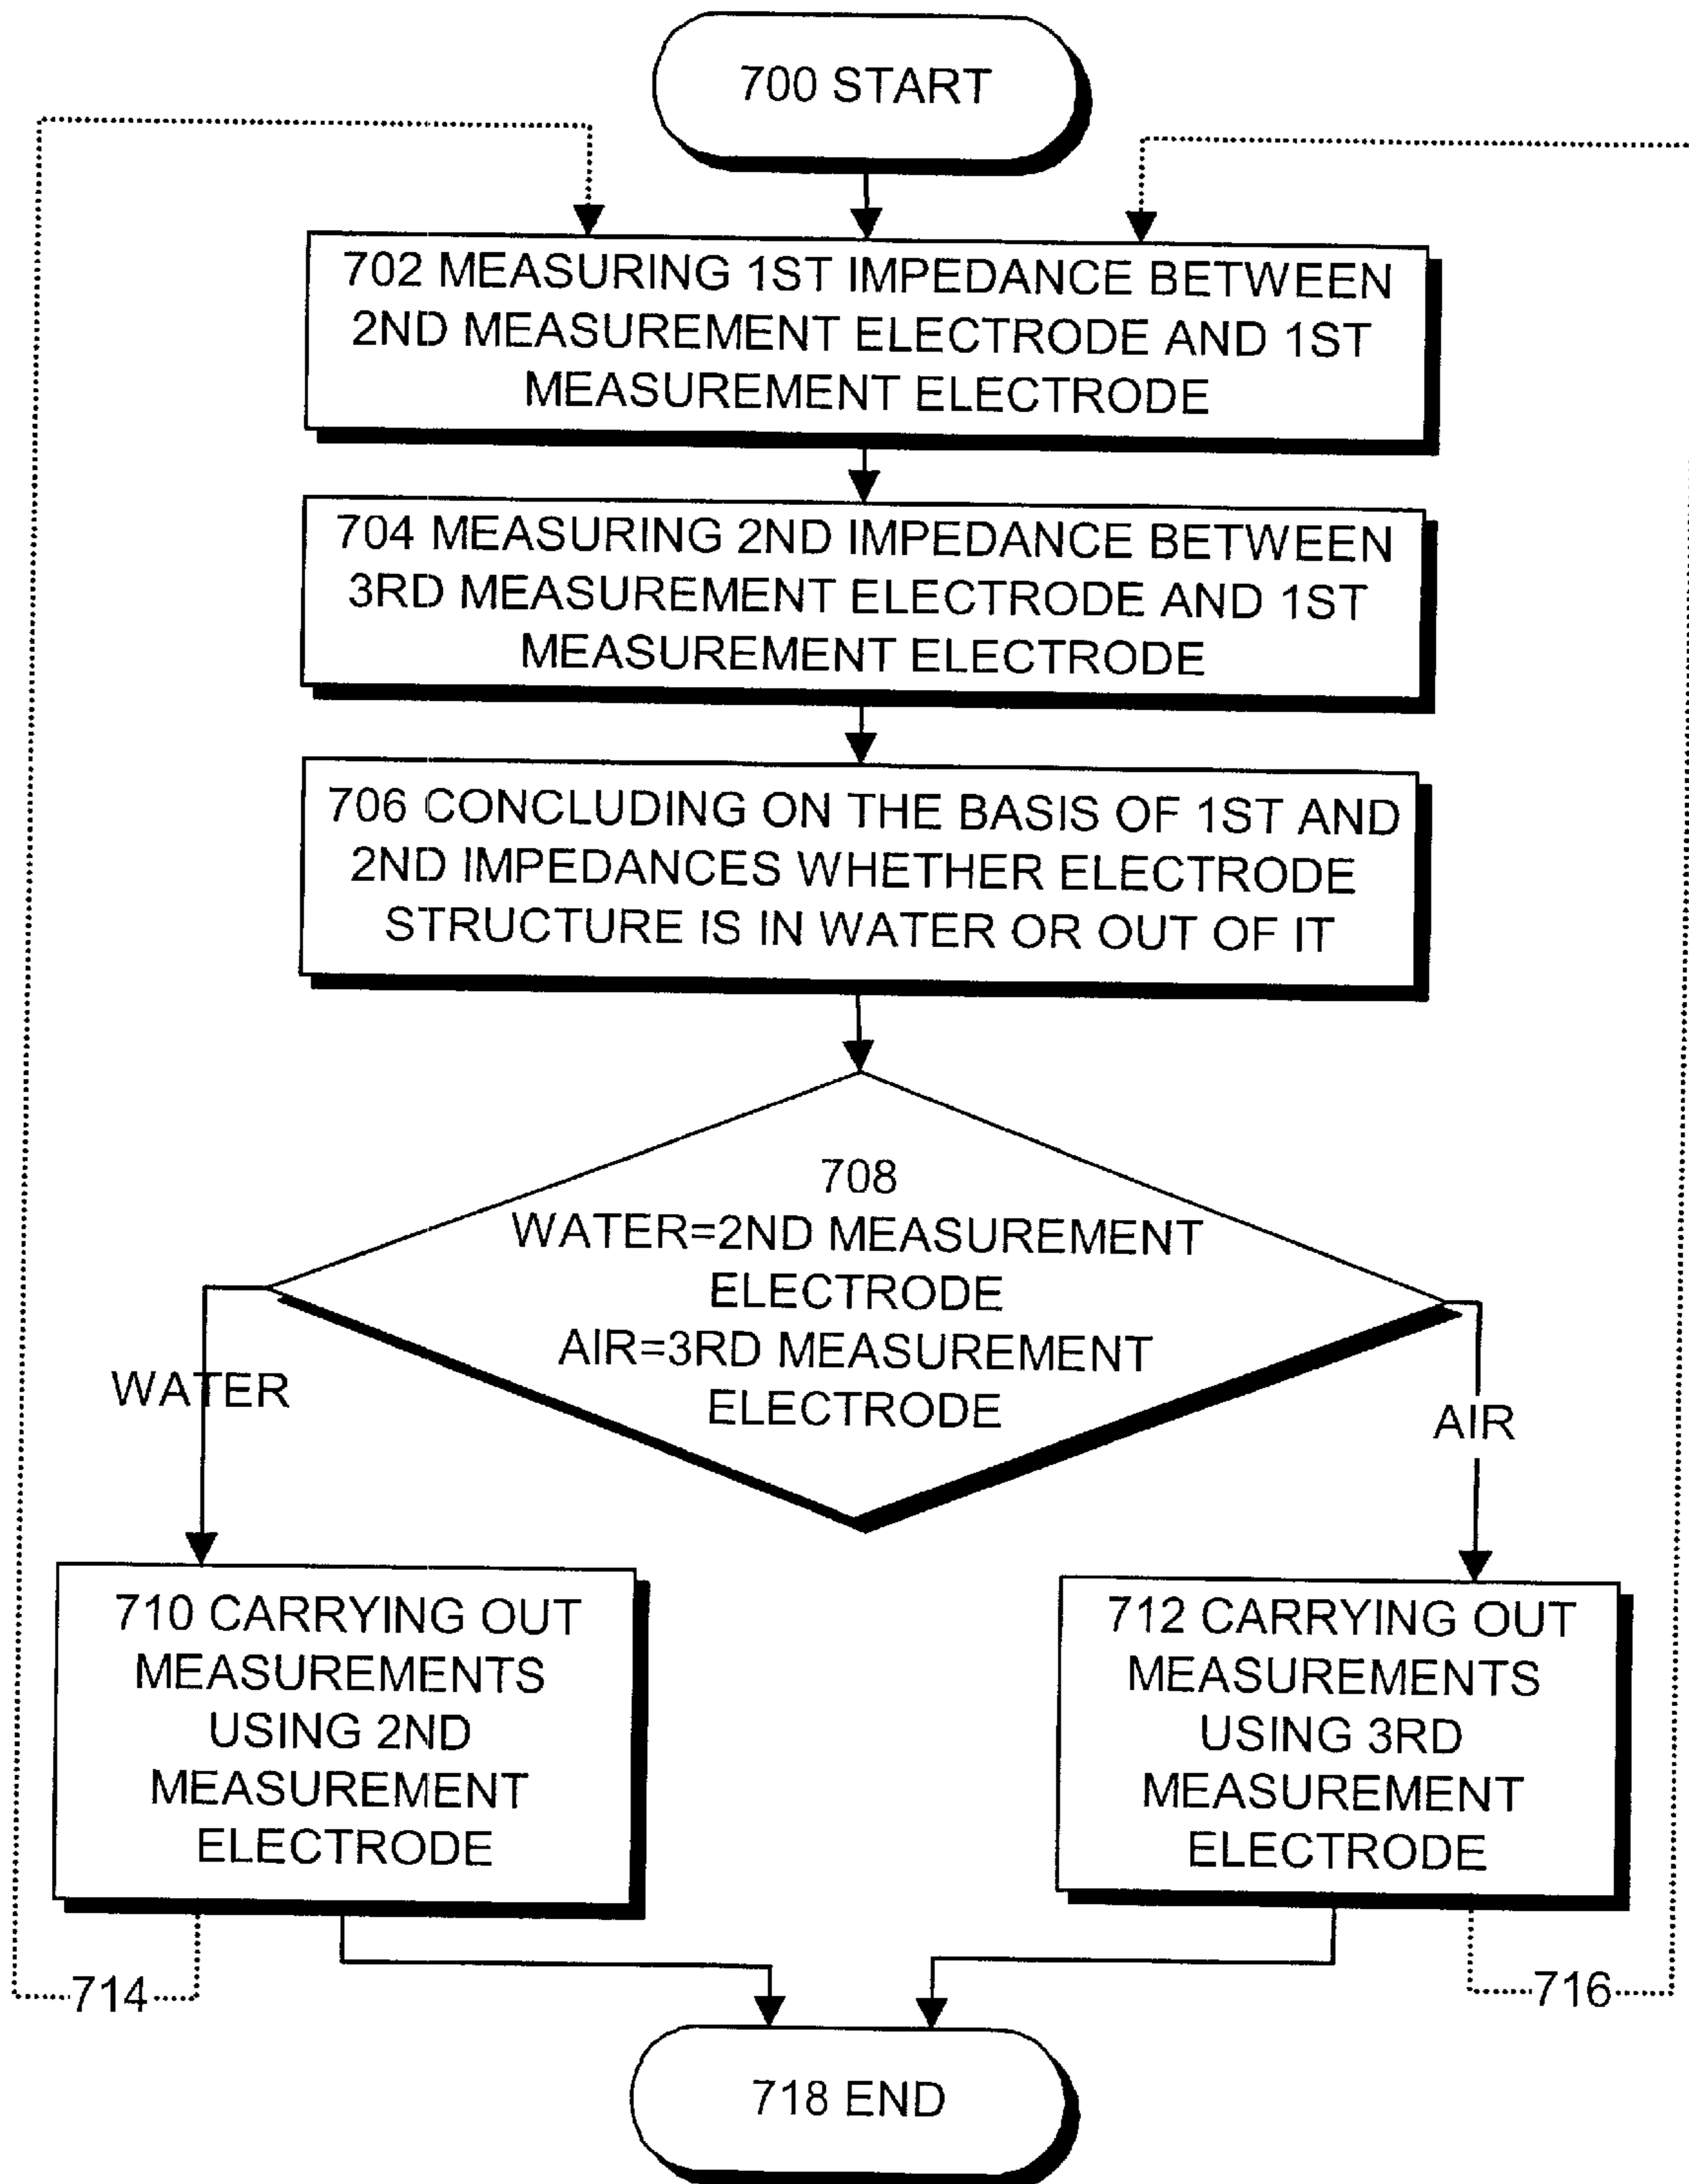 700 START
702 MEASURING 1ST IMPEDANCE BETWEEN
2ND MEASUREMENT ELECTRODE AND 1ST
MEASUREMENT ELECTRODE
704 MEASURING 2ND IMPEDANCE BETWEEN
3RD MEASUREMENT ELECTRODE AND 1ST
MEASUREMENT ELECTRODE
706 CONCLUDING ON THE BASIS OF 1ST AND
2ND IMPEDANCES WHETHER ELECTRODE
STRUCTURE IS IN WATER OR OUT OF IT
708
WATER=2ND MEASUREMENT
ELECTRODE
AIR=3RD MEASUREMENT
ELECTRODE
WATER
AIR
710 CARRYING OUT
MEASUREMENTS
USING 2ND
MEASUREMENT
ELECTRODE
712 CARRYING OUT
MEASUREMENTS
USING 3RD
MEASUREMENT
ELECTRODE
714
716
718 END